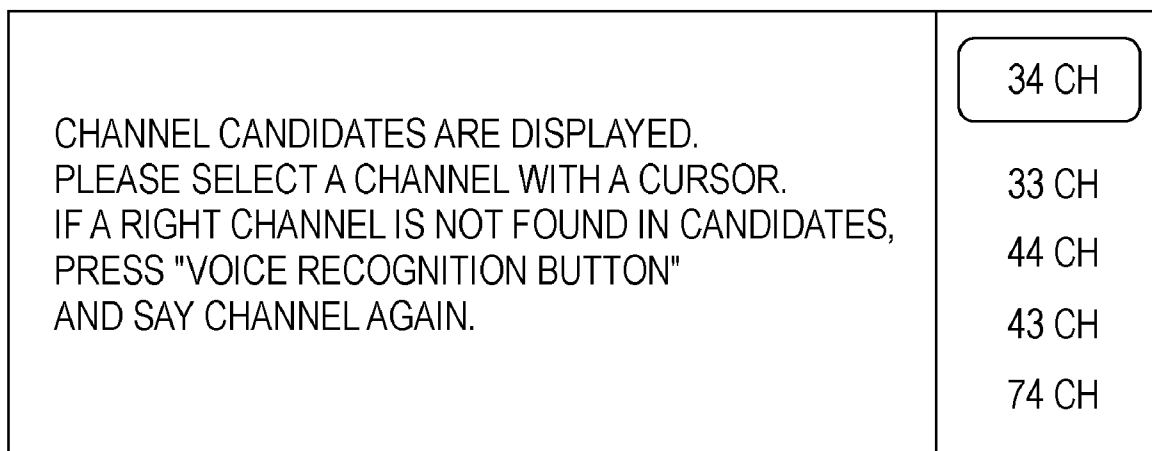 CHANNEL CANDIDATES ARE DISPLAYED.
PLEASE SELECT A CHANNEL WITH A CURSOR.
IF A RIGHT CHANNEL IS NOT FOUND IN CANDIDATES,
PRESS "VOICE RECOGNITION BUTTON"
AND SAY CHANNEL AGAIN.
34 CH
33 CH
44 CH
43 CH
74 CH